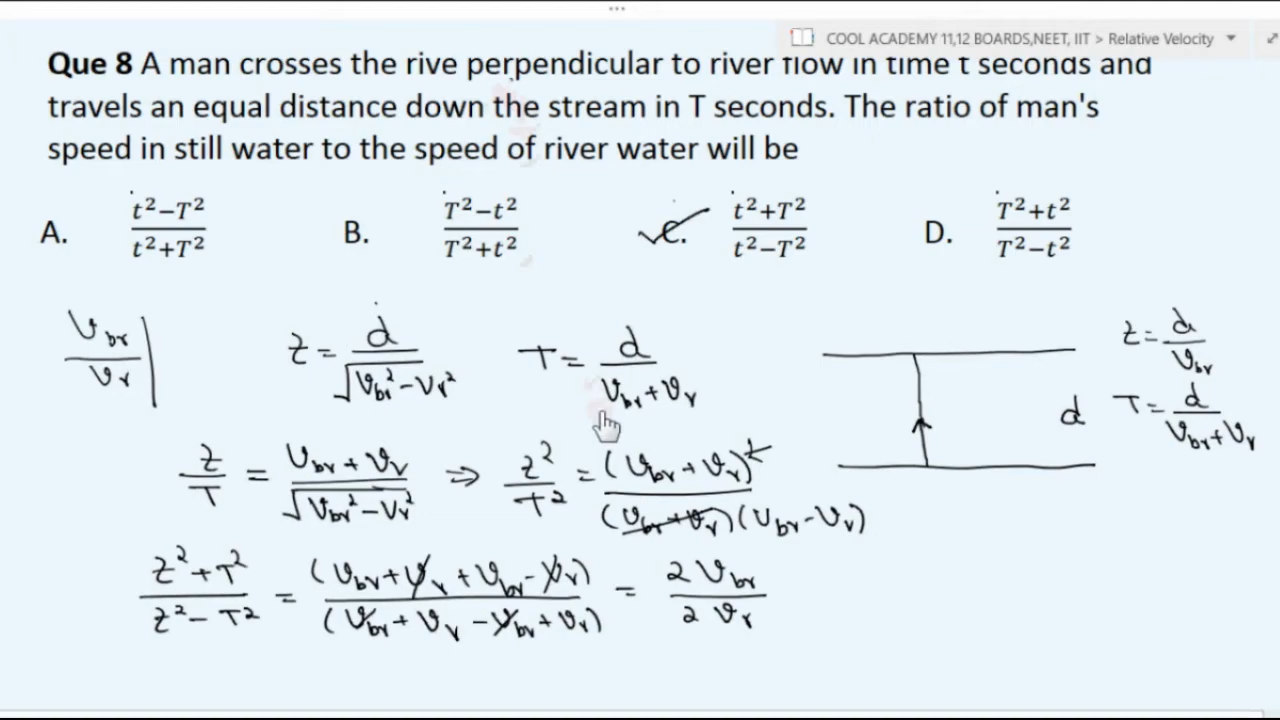 COOL ACADEMY 11,12 BOARDS,NEET, IIT > Relative Velocity
Que 8 A man crosses the rive perpendicular to river flow in time t seconds and
travels an equal distance down the stream in T seconds. The ratio of man's
speed in still water to the speed of river water will be
A. (t²−T²)/(t²+T²) B. (T²−t²)/(T²+t²) C. (t²+T²)/(t²−T²) D. (T²+t²)/(T²−t²)
V_br/V_r t = d/√(V_br² − V_r²) T = d/(V_br + V_r) d t = d/V_br
T = d/(V_br + V_r)
t/T = (V_br + V_r)/√(V_br² − V_r²) ⇒ t²/T² = (V_br + V_r)²/(V_br + V_r)(V_br − V_r)
(t² + T²)/(t² − T²) = (V_br + V_r + V_br − V_r)/(V_br + V_r − V_br + V_r) = 2 V_br/2 V_r